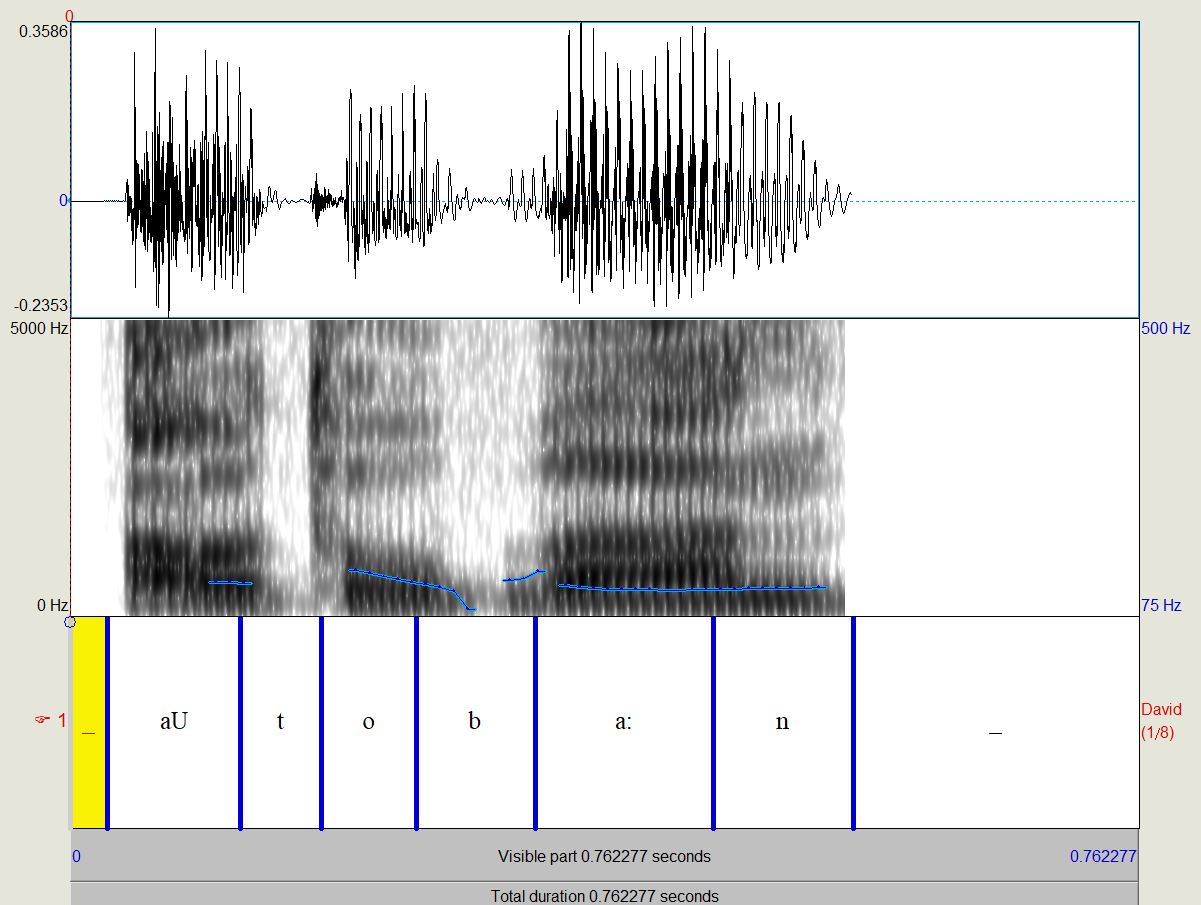 0
0.3586
0
-0.2353
5000 Hz 500 Hz
0 Hz 75 Hz
☞ 1 _ aU t o b a: n _ David
(1/8)
0 Visible part 0.762277 seconds 0.762277
Total duration 0.762277 seconds